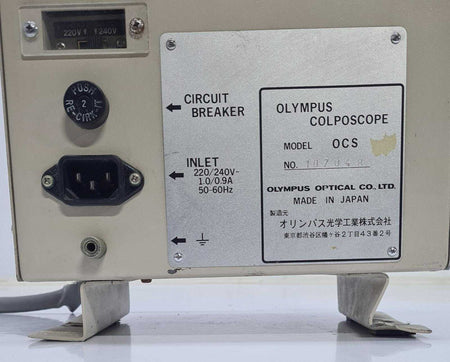 220V↑ 240V
PUSH
2
RE-CIRK-IT
CIRCUIT
BREAKER
INLET
220/240V~
1.0/0.9A
50-60Hz
OLYMPUS
COLPOSCOPE
MODEL OCS
NO.
OLYMPUS OPTICAL CO., LTD.
MADE IN JAPAN
製造元
オリンパス光学工業株式会社
東京都渋谷区幡ヶ谷2丁目43番2号